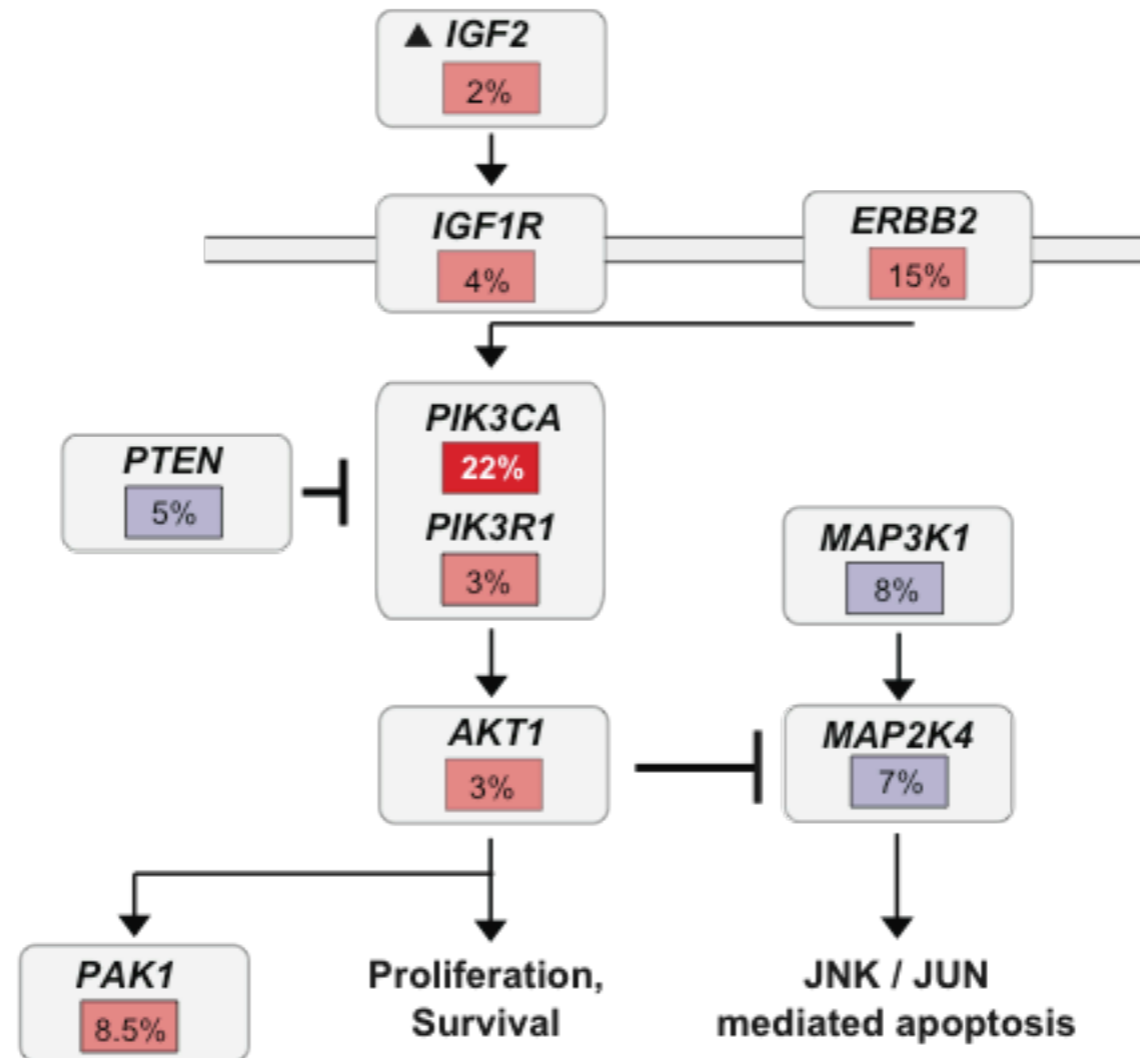 ▲ IGF2
2%
IGF1R
4%
ERBB2
15%
PIK3CA
22%
PIK3R1
3%
PTEN
5%
MAP3K1
8%
AKT1
3%
MAP2K4
7%
PAK1
8.5%
Proliferation,
Survival
JNK / JUN
mediated apoptosis